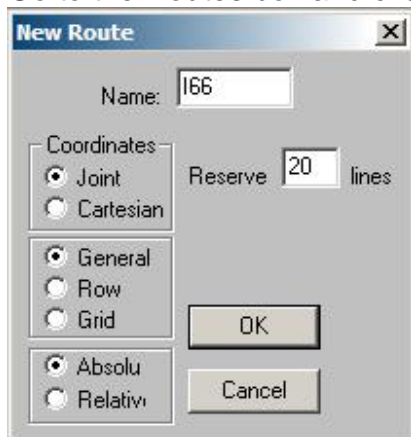 New Route
Name: I66
Coordinates
Joint
Cartesian
Reserve 20 lines
General
Row
Grid
OK
Absolu
Relativ
Cancel